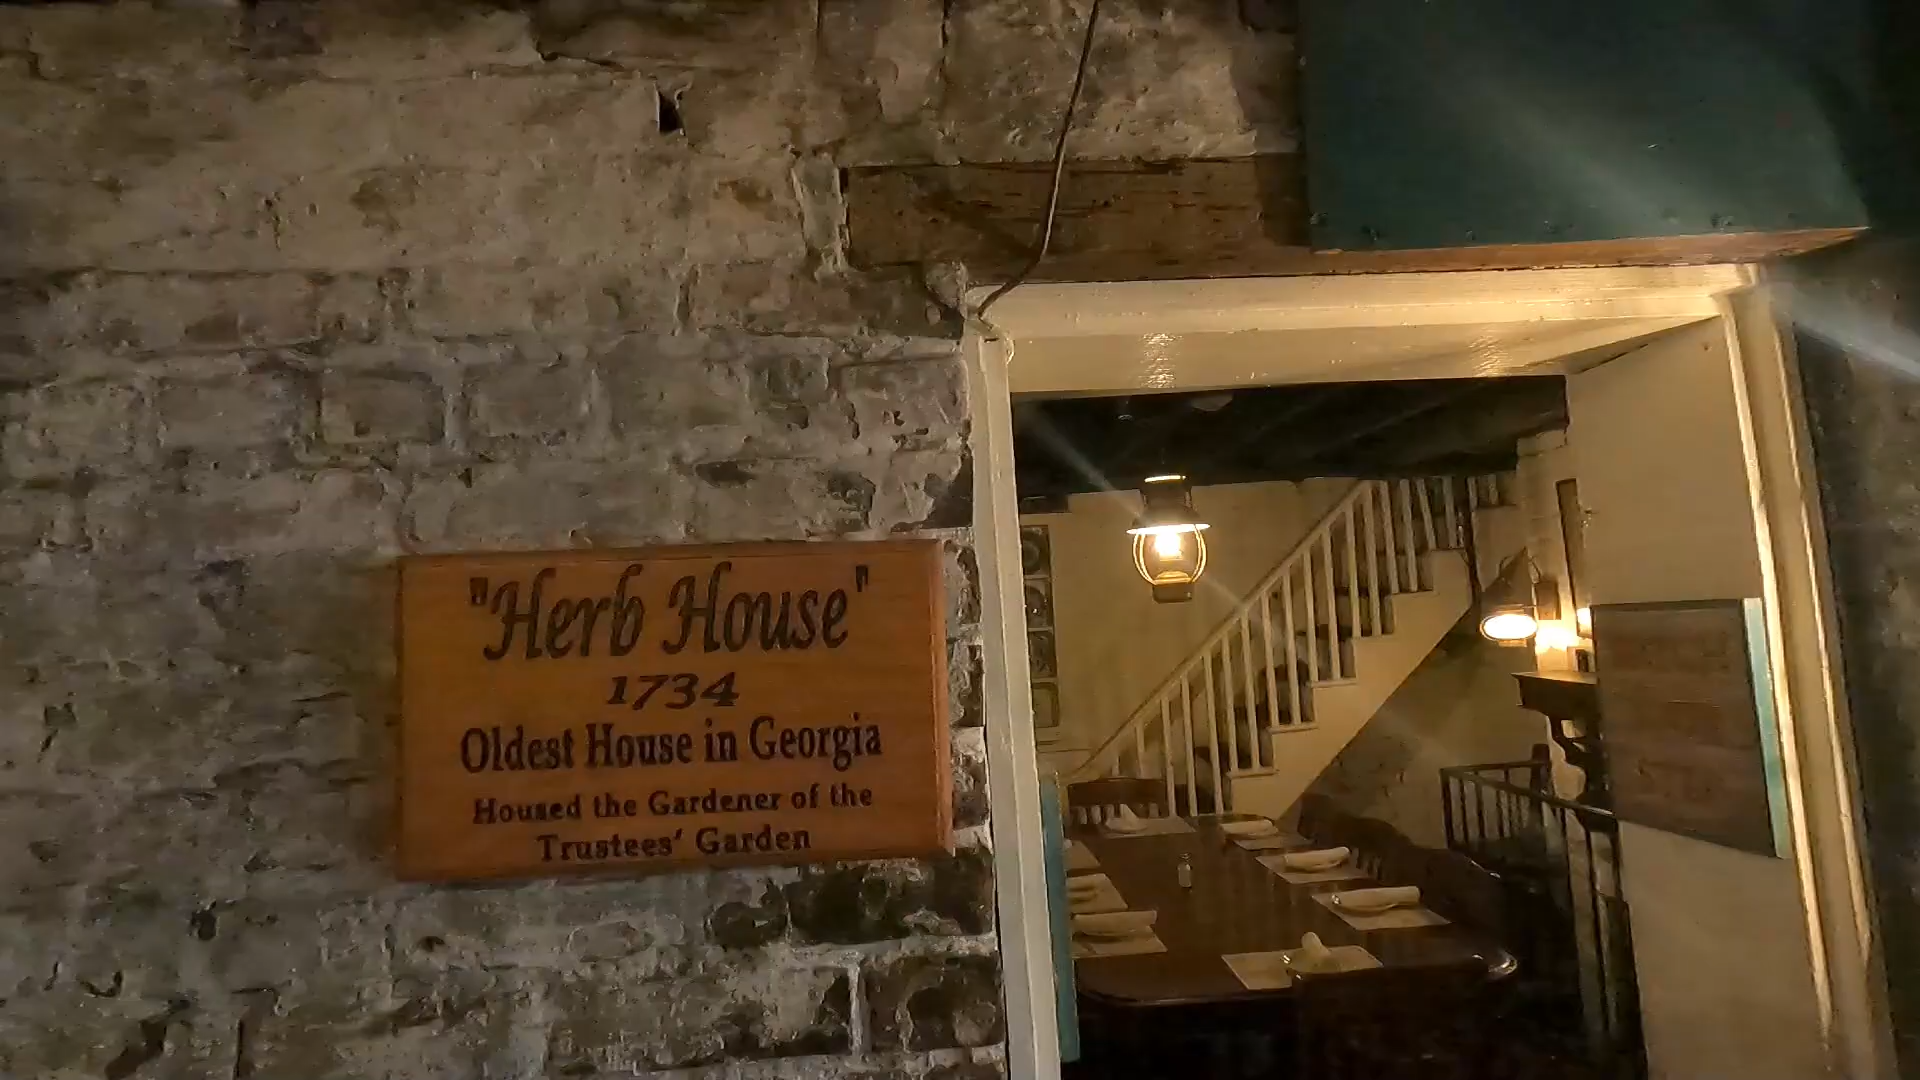 "Herb House"
1734
Oldest House in Georgia
Housed the Gardener of the
Trustees' Garden